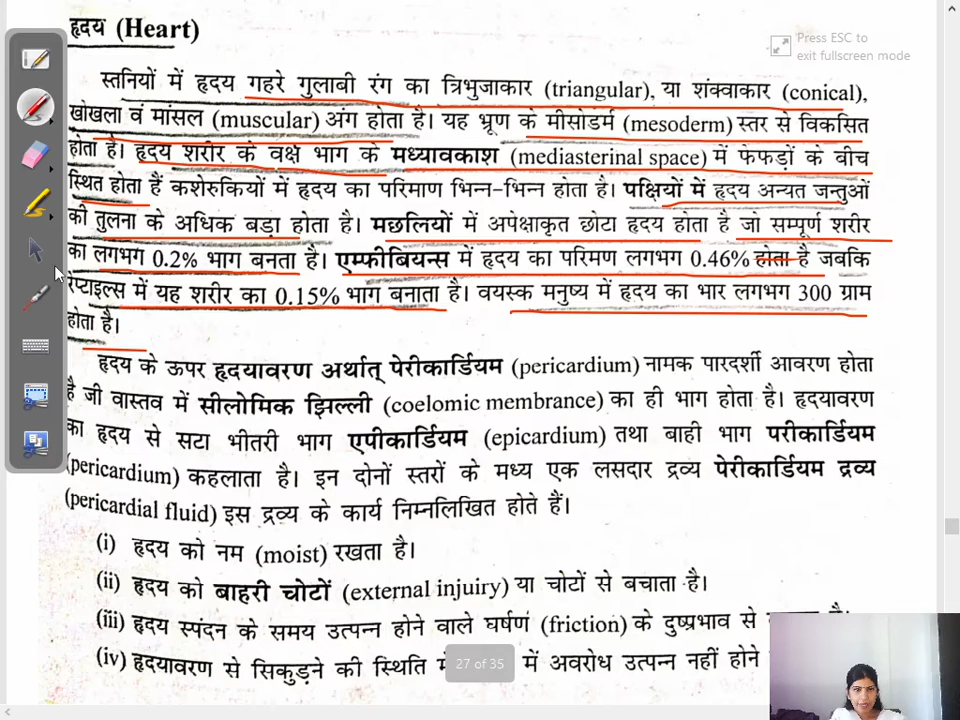 हृदय (Heart)
Press ESC to
exit fullscreen mode
स्तनियों में हृदय गहरे गुलाबी रंग का त्रिभुजाकार (triangular), या शंक्वाकार (conical),
खोखला वं मांसल (muscular) अंग होता है। यह भ्रूण के मीसोडर्म (mesoderm) स्तर से विकसित
होता है। हृदय शरीर के वक्ष भाग के मध्यावकाश (mediasterinal space) में फेफड़ों के बीच
स्थित होता हैं कशेरुकियों में हृदय का परिमाण भिन्न-भिन्न होता है। पक्षियों में हृदय अन्यत जन्तुओं
की तुलना के अधिक बड़ा होता है। मछलियों में अपेक्षाकृत छोटा हृदय होता है जो सम्पूर्ण शरीर
का लगभग 0.2% भाग बनता है। एम्फीबियन्स में हृदय का परिमण लगभग 0.46% होता है जबकि
रेप्टाइल्स में यह शरीर का 0.15% भाग बनाता है। वयस्क मनुष्य में हृदय का भार लगभग 300 ग्राम
होता है।
हृदय के ऊपर हृदयावरण अर्थात् पेरीकार्डियम (pericardium) नामक पारदर्शी आवरण होता
है जी वास्तव में सीलोमिक झिल्ली (coelomic membrance) का ही भाग होता है। हृदयावरण
का हृदय से सटा भीतरी भाग एपीकार्डियम (epicardium) तथा बाही भाग परीकार्डियम
(pericardium) कहलाता है। इन दोनों स्तरों के मध्य एक लसदार द्रव्य पेरीकार्डियम द्रव्य
(pericardial fluid) इस द्रव्य के कार्य निम्नलिखित होते हैं।
(i) हृदय को नम (moist) रखता है।
(ii) हृदय को बाहरी चोटों (external injuiry) या चोटों से बचाता है।
(iii) हृदय स्पंदन के समय उत्पन्न होने वाले घर्षण (friction) के दुष्प्रभाव से है।
(iv) हृदयावरण से सिकुड़ने की स्थिति में अवरोध उत्पन्न नहीं होने
27 of 35